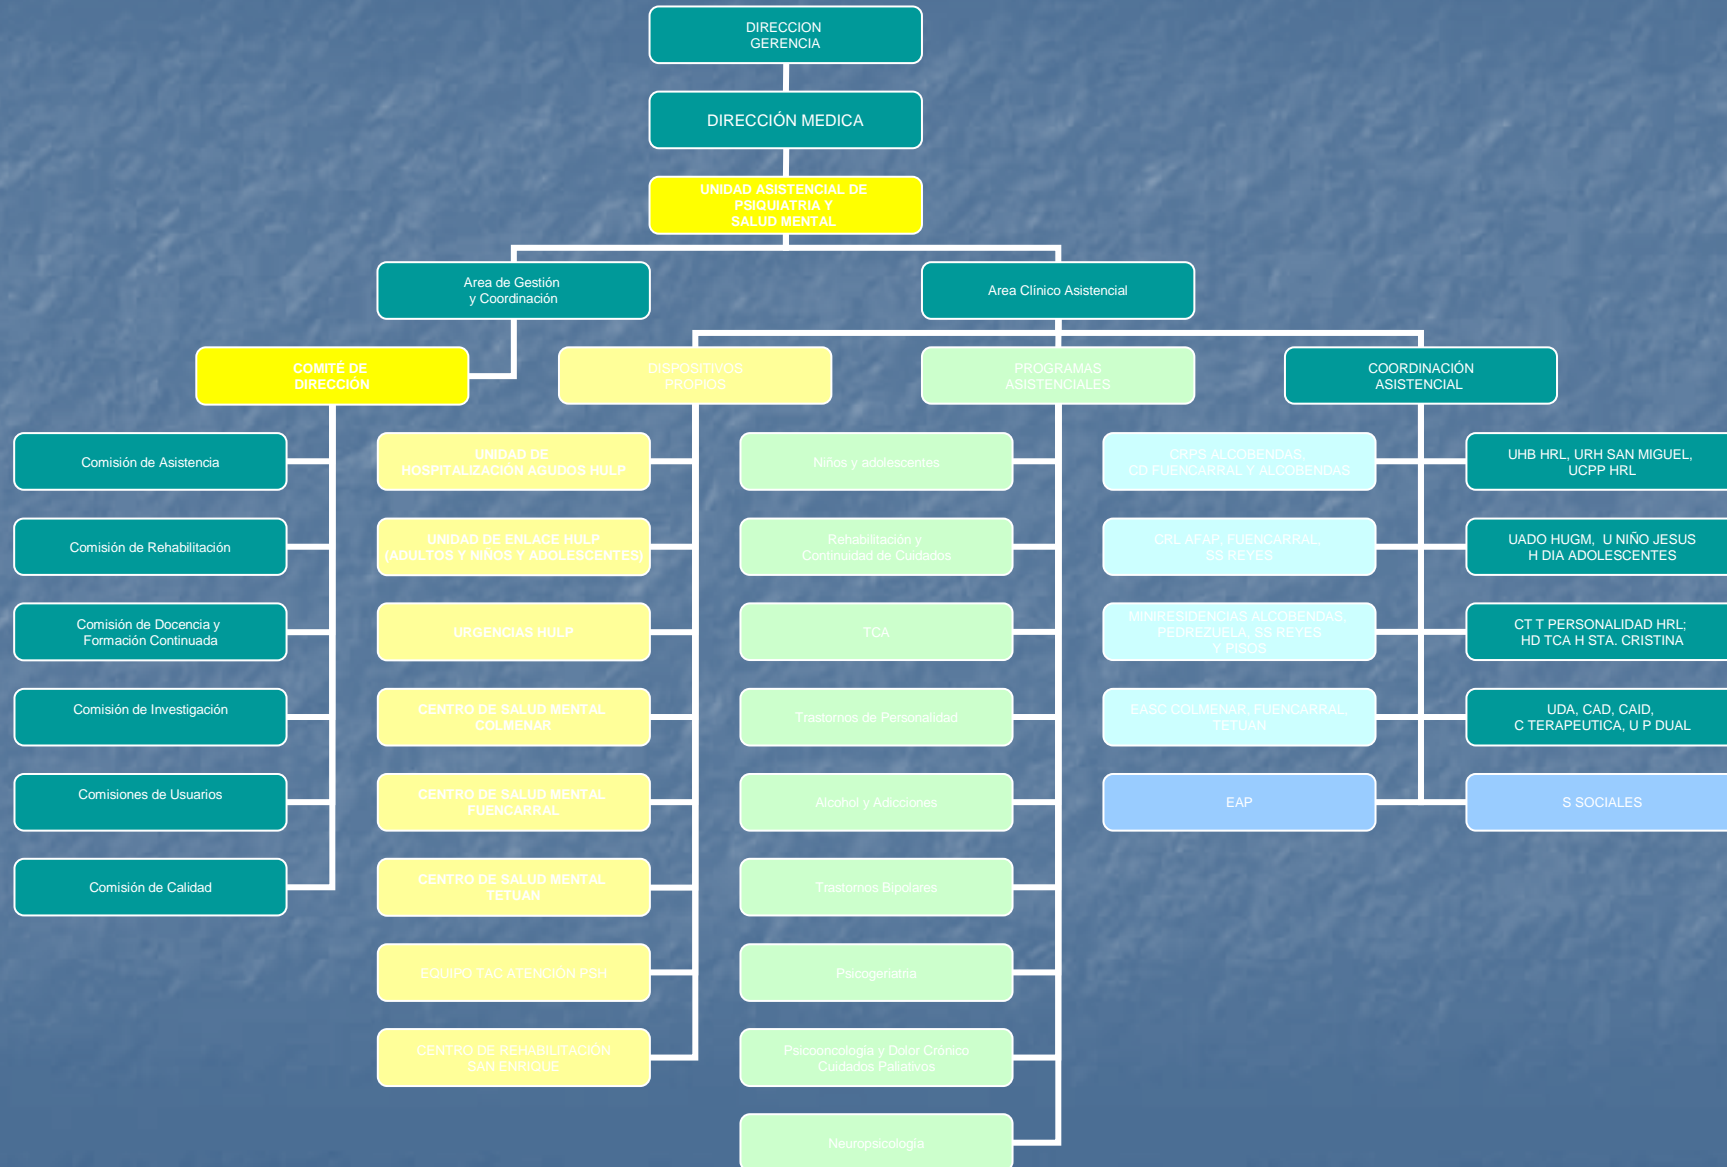 DIRECCION
GERENCIA
DIRECCIÓN MEDICA
UNIDAD ASISTENCIAL DE
PSIQUIATRIA Y
SALUD MENTAL
Area de Gestión
y Coordinación
Area Clínico Asistencial
COMITÉ DE
DIRECCIÓN
DISPOSITIVOS
PROPIOS
PROGRAMAS
ASISTENCIALES
COORDINACIÓN
ASISTENCIAL
Comisión de Asistencia
Comisión de Rehabilitación
Comisión de Docencia y
Formación Continuada
Comisión de Investigación
Comisiones de Usuarios
Comisión de Calidad
UNIDAD DE
HOSPITALIZACIÓN AGUDOS HULP
UNIDAD DE ENLACE HULP
(ADULTOS Y NIÑOS Y ADOLESCENTES)
URGENCIAS HULP
CENTRO DE SALUD MENTAL
COLMENAR
CENTRO DE SALUD MENTAL
FUENCARRAL
CENTRO DE SALUD MENTAL
TETUAN
EQUIPO TAC ATENCIÓN PSH
CENTRO DE REHABILITACIÓN
SAN ENRIQUE
Niños y adolescentes
Rehabilitación y
Continuidad de Cuidados
TCA
Trastornos de Personalidad
Alcohol y Adicciones
Trastornos Bipolares
Psicogeriatria
Psicooncología y Dolor Crónico
Cuidados Paliativos
Neuropsicología
CRPS ALCOBENDAS,
CD FUENCARRAL Y ALCOBENDAS
CRL AFAP. FUENCARRAL,
SS REYES
MINIRESIDENCIAS ALCOBENDAS,
PEDREZUELA, SS REYES
Y PISOS
EASC COLMENAR, FUENCARRAL,
TETUAN
EAP
UHB HRL, URH SAN MIGUEL,
UCPP HRL
UADO HUGM, U NIÑO JESUS
H DIA ADOLESCENTES
CT T PERSONALIDAD HRL;
HD TCA H STA. CRISTINA
UDA, CAD, CAID,
C TERAPEUTICA, U P DUAL
S SOCIALES